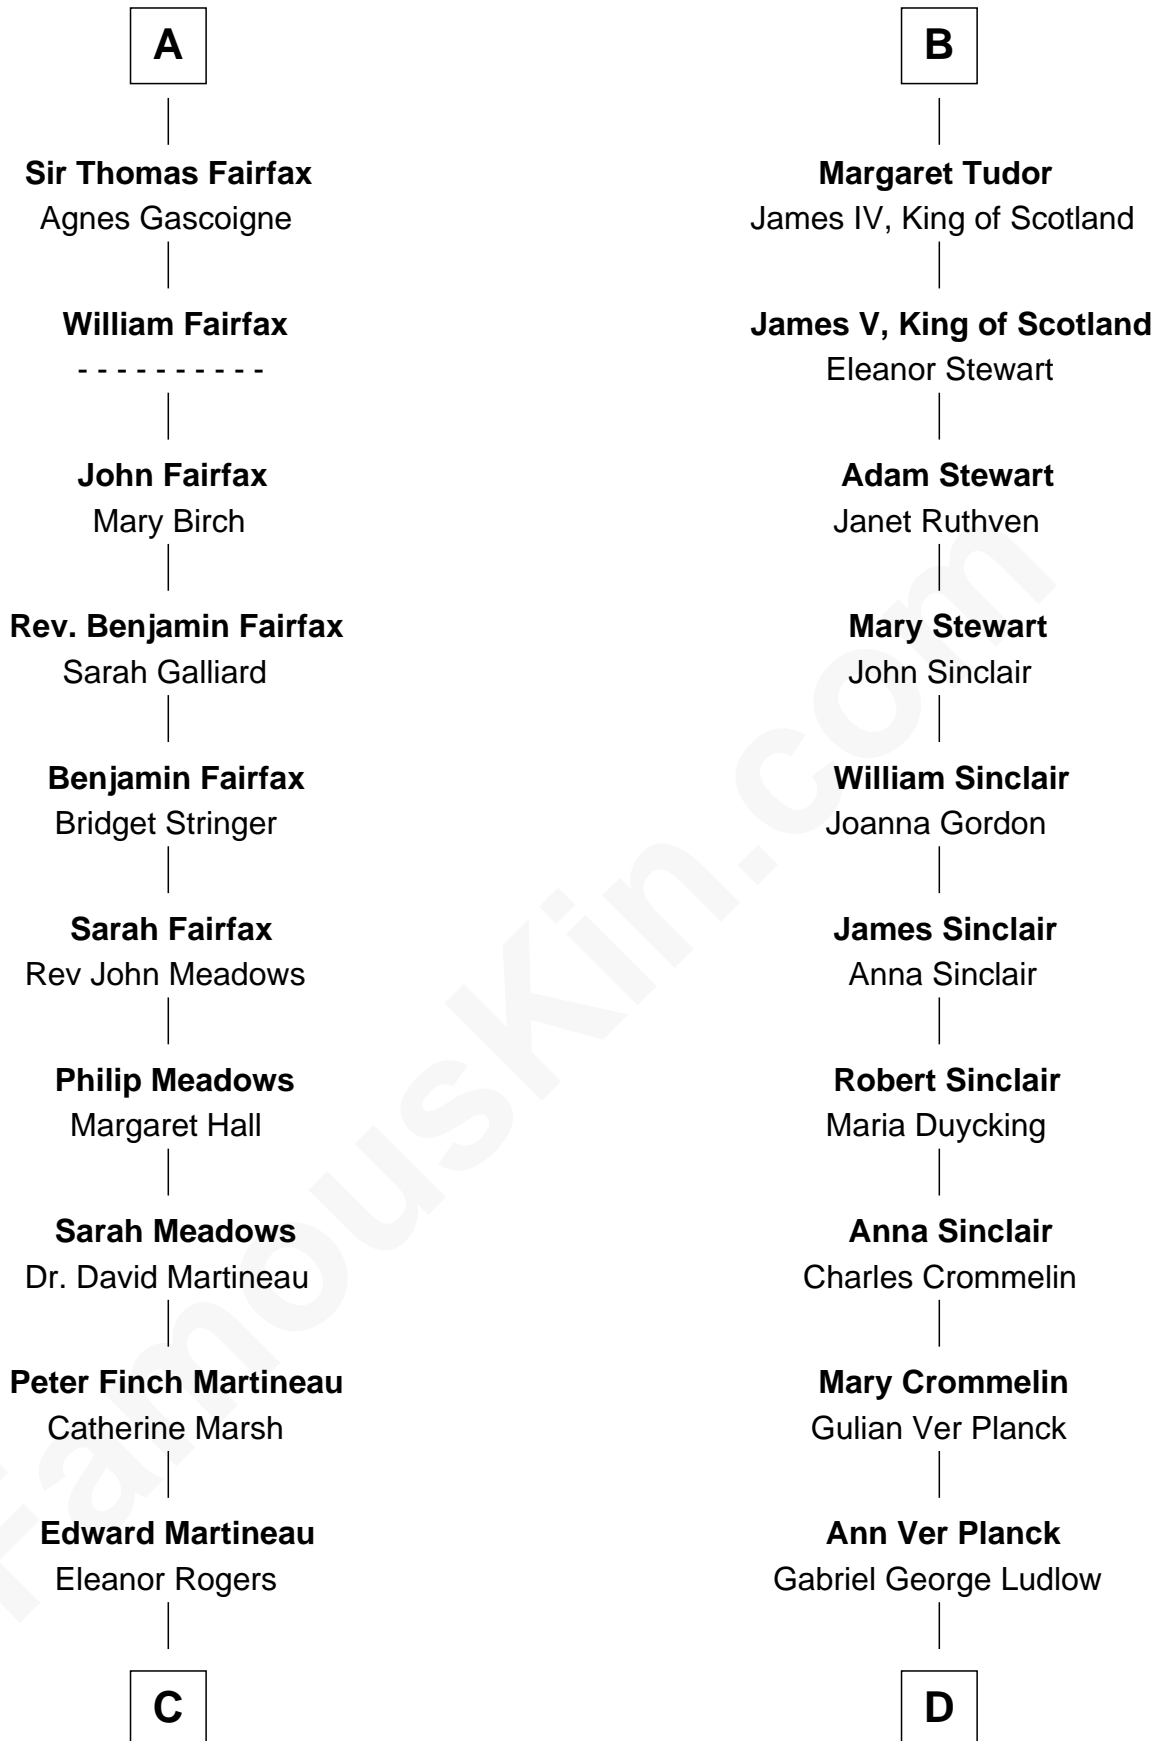 A
Sir Thomas Fairfax
Agnes Gascoigne
William Fairfax
- - - - - - - - - -
John Fairfax
Mary Birch
Rev. Benjamin Fairfax
Sarah Galliard
Benjamin Fairfax
Bridget Stringer
Sarah Fairfax
Rev John Meadows
Philip Meadows
Margaret Hall
Sarah Meadows
Dr. David Martineau
Peter Finch Martineau
Catherine Marsh
Edward Martineau
Eleanor Rogers
C
B
Margaret Tudor
James IV, King of Scotland
James V, King of Scotland
Eleanor Stewart
Adam Stewart
Janet Ruthven
Mary Stewart
John Sinclair
William Sinclair
Joanna Gordon
James Sinclair
Anna Sinclair
Robert Sinclair
Maria Duycking
Anna Sinclair
Charles Crommelin
Mary Crommelin
Gulian Ver Planck
Ann Ver Planck
Gabriel George Ludlow
D
FamousKin.com